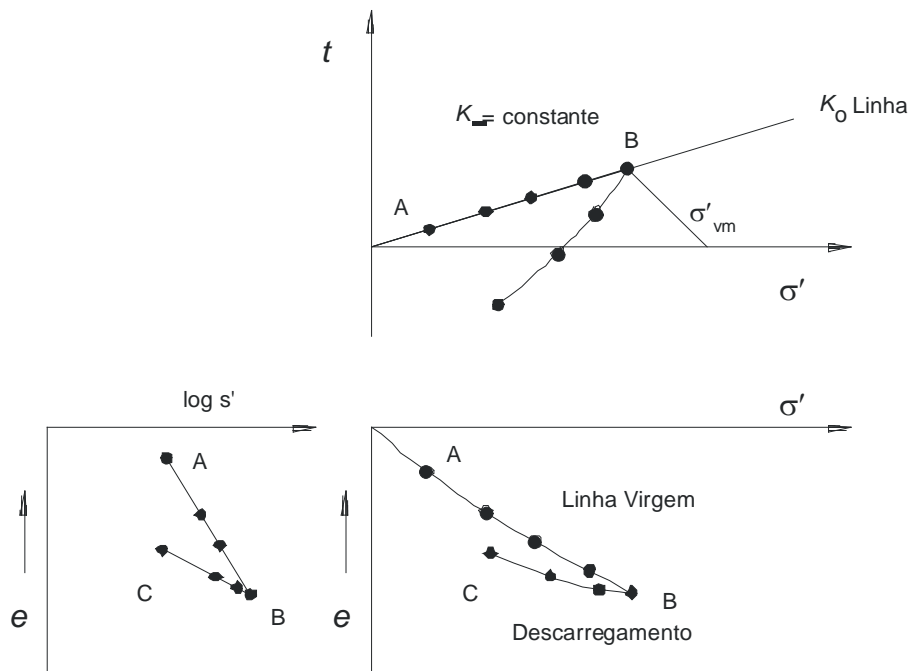 t
K = constante
K₀ Linha
B
A
σ′vm
σ′
log s'
σ′
A
A
Linha Virgem
C
B
C
B
e
e
Descarregamento